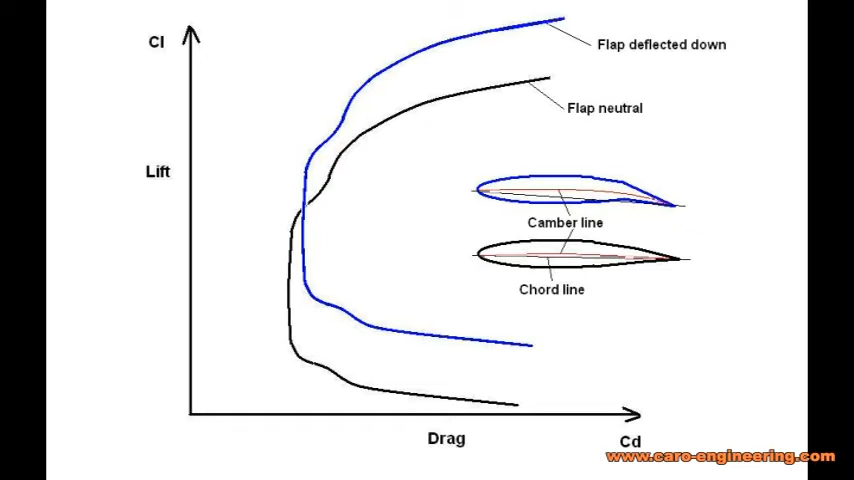 Cl
Flap deflected down
Flap neutral
Lift
Camber line
Chord line
Drag
Cd
www.caro-engineering.com